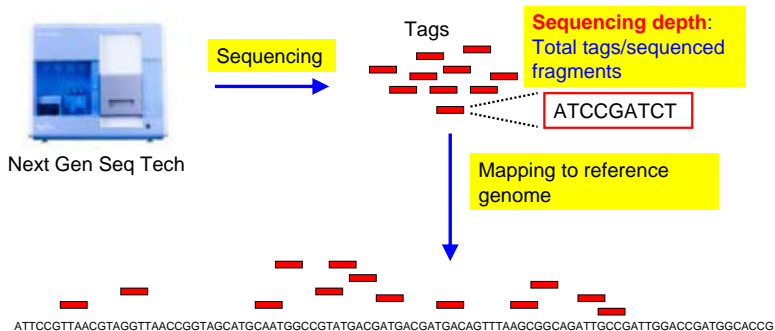 Tags
Sequencing depth:
Total tags/sequenced
fragments
Sequencing
ATCCGATCT
Next Gen Seq Tech
Mapping to reference
genome
ATTCCGTTAACGTAGGTTAACCGGTAGCATGCAATGGCCGTATGACGATGACGATGACAGTTTAAGCGGCAGATTGCCGATTGGACCGATGGCACCG